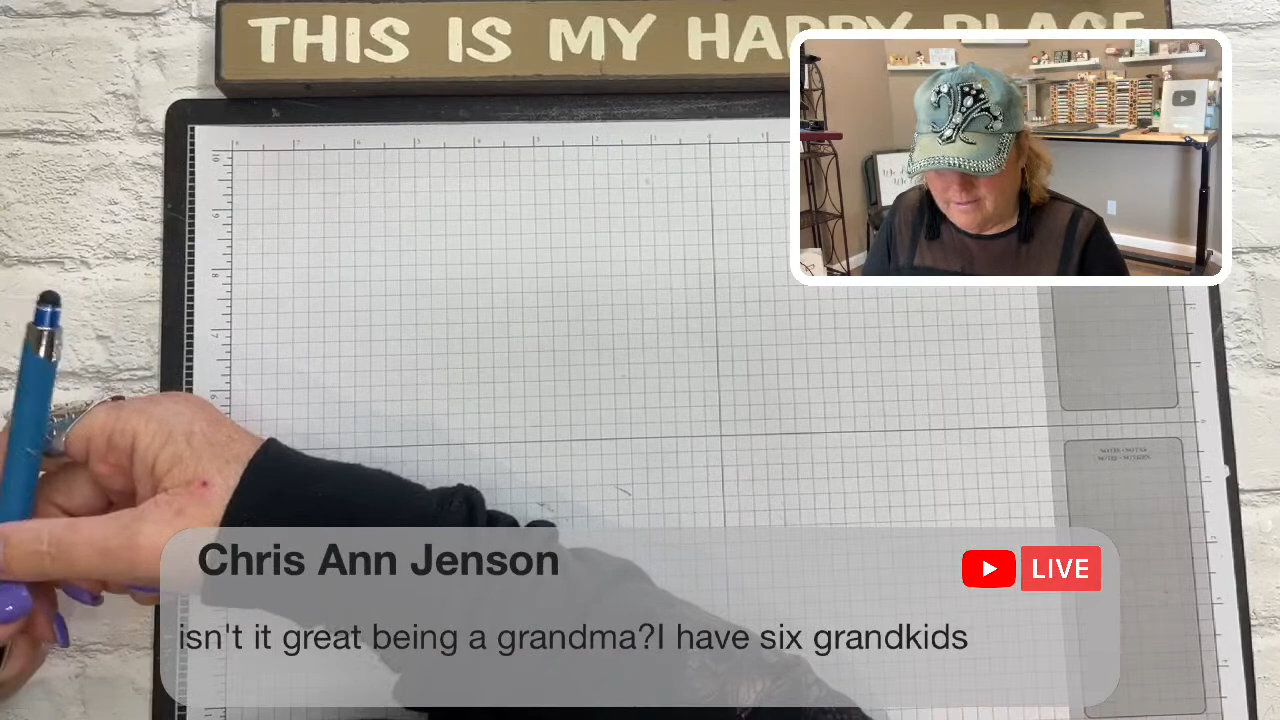 THIS IS MY HAPPY PLACE
Chris Ann Jenson
LIVE
isn't it great being a grandma?I have six grandkids